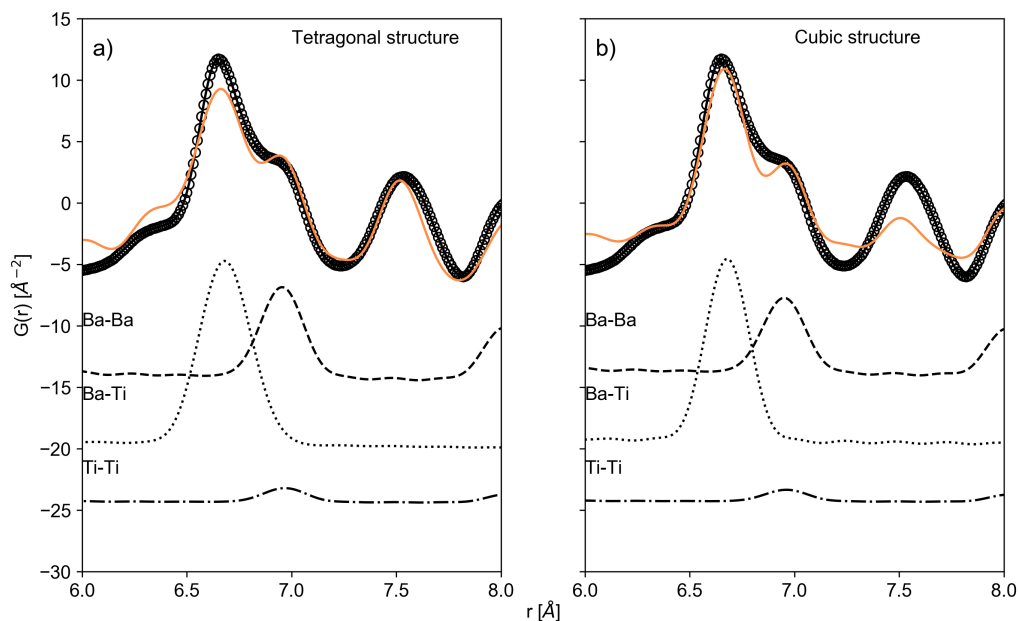 a) Tetragonal structure
b) Cubic structure
15
10
5
0
−5
−10
−15
−20
−25
−30
G(r) [Å⁻²]
Ba-Ba
Ba-Ti
Ti-Ti
Ba-Ba
Ba-Ti
Ti-Ti
6.0 6.5 7.0 7.5 8.0
6.0 6.5 7.0 7.5 8.0
r [Å]